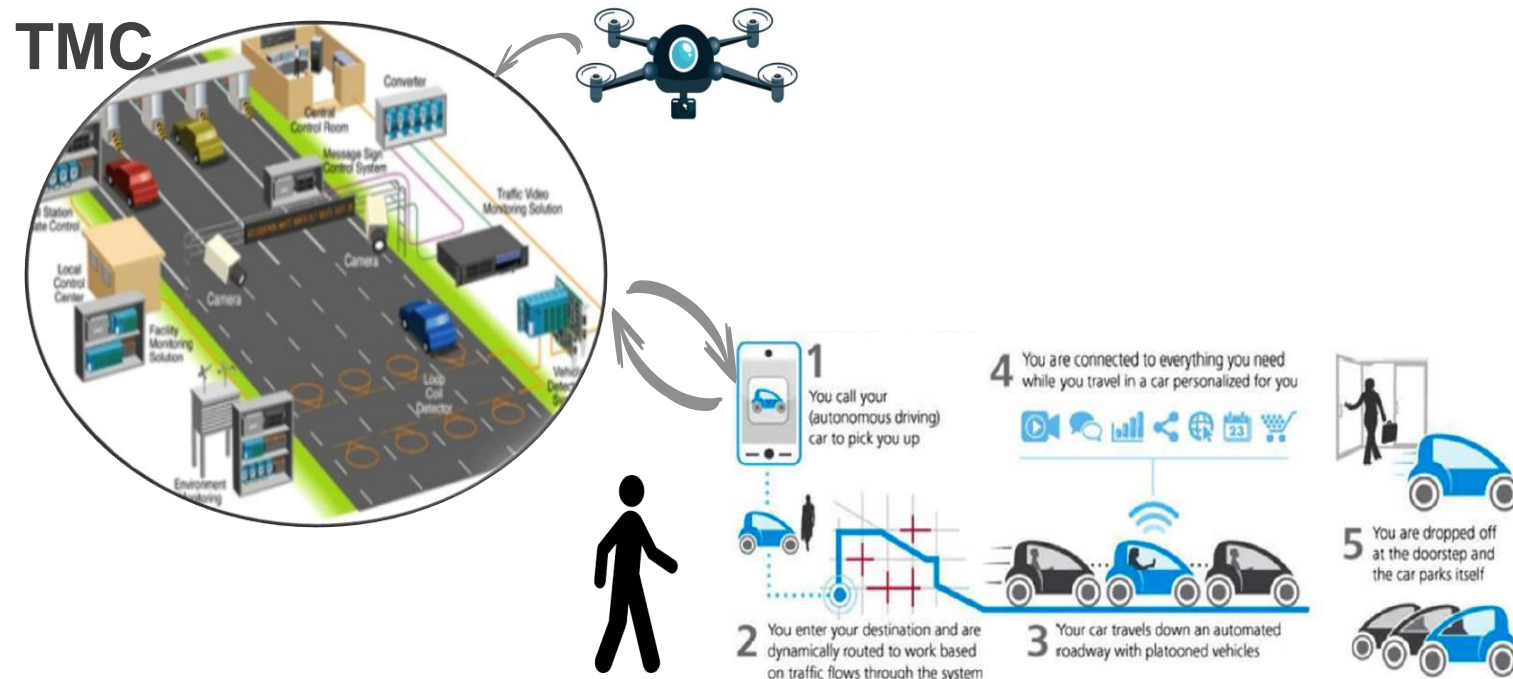 TMC
Central
Control Room
Converter
Message Sign
Control System
Traffic Video
Monitoring Solution
Station
Control
Local
Control
Center
Camera
Camera
Facility
Monitoring
Solution
Loop
Coil
Detector
Environment
1
You call your
(autonomous driving)
car to pick you up
2
You enter your destination and are
dynamically routed to work based
on traffic flows through the system
3
Your car travels down an automated
roadway with platooned vehicles
4
You are connected to everything you need
while you travel in a car personalized for you
23
5
You are dropped off
at the doorstep and
the car parks itself